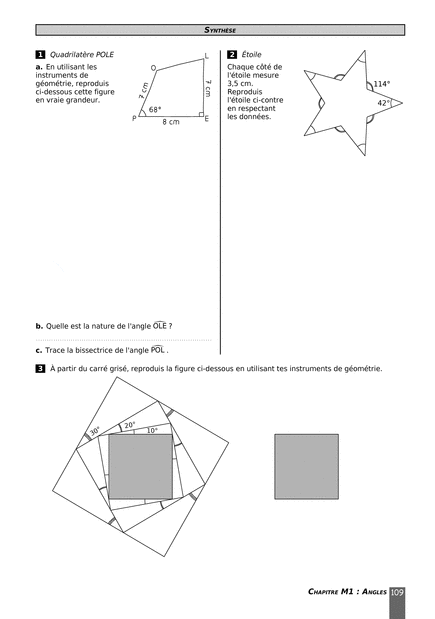 SYNTHÈSE
1 Quadrilatère POLE
a. En utilisant les
instruments de
géométrie, reproduis
ci-dessous cette figure
en vraie grandeur.
L
O
7 cm
7 cm
68°
P
E
8 cm
b. Quelle est la nature de l'angle OLE ?
c. Trace la bissectrice de l'angle POL .
2 Étoile
Chaque côté de
l'étoile mesure
3,5 cm.
Reproduis
l'étoile ci-contre
en respectant
les données.
114°
42°
3 À partir du carré grisé, reproduis la figure ci-dessous en utilisant tes instruments de géométrie.
30°
20°
10°
CHAPITRE M1 : ANGLES 109